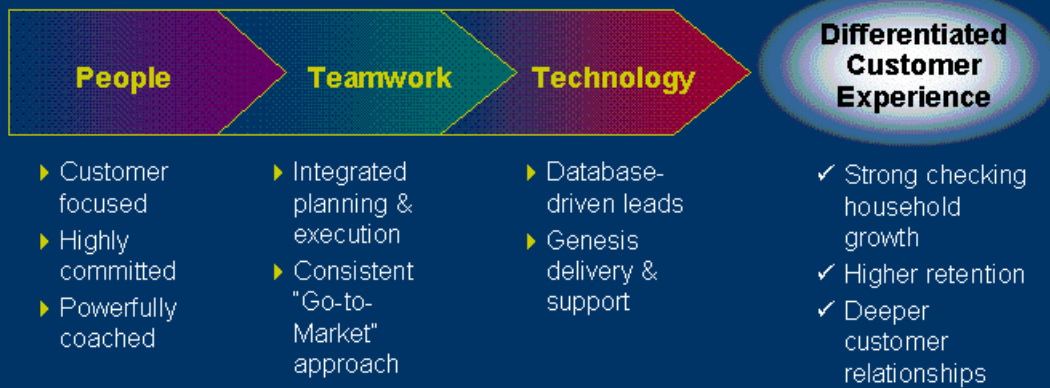 People
Teamwork
Technology
Differentiated
Customer
Experience
Customer
focused
Highly
committed
Powerfully
coached
Integrated
planning &
execution
Consistent
"Go-to-
Market"
approach
Database-
driven leads
Genesis
delivery &
support
Strong checking
household
growth
Higher retention
Deeper
customer
relationships